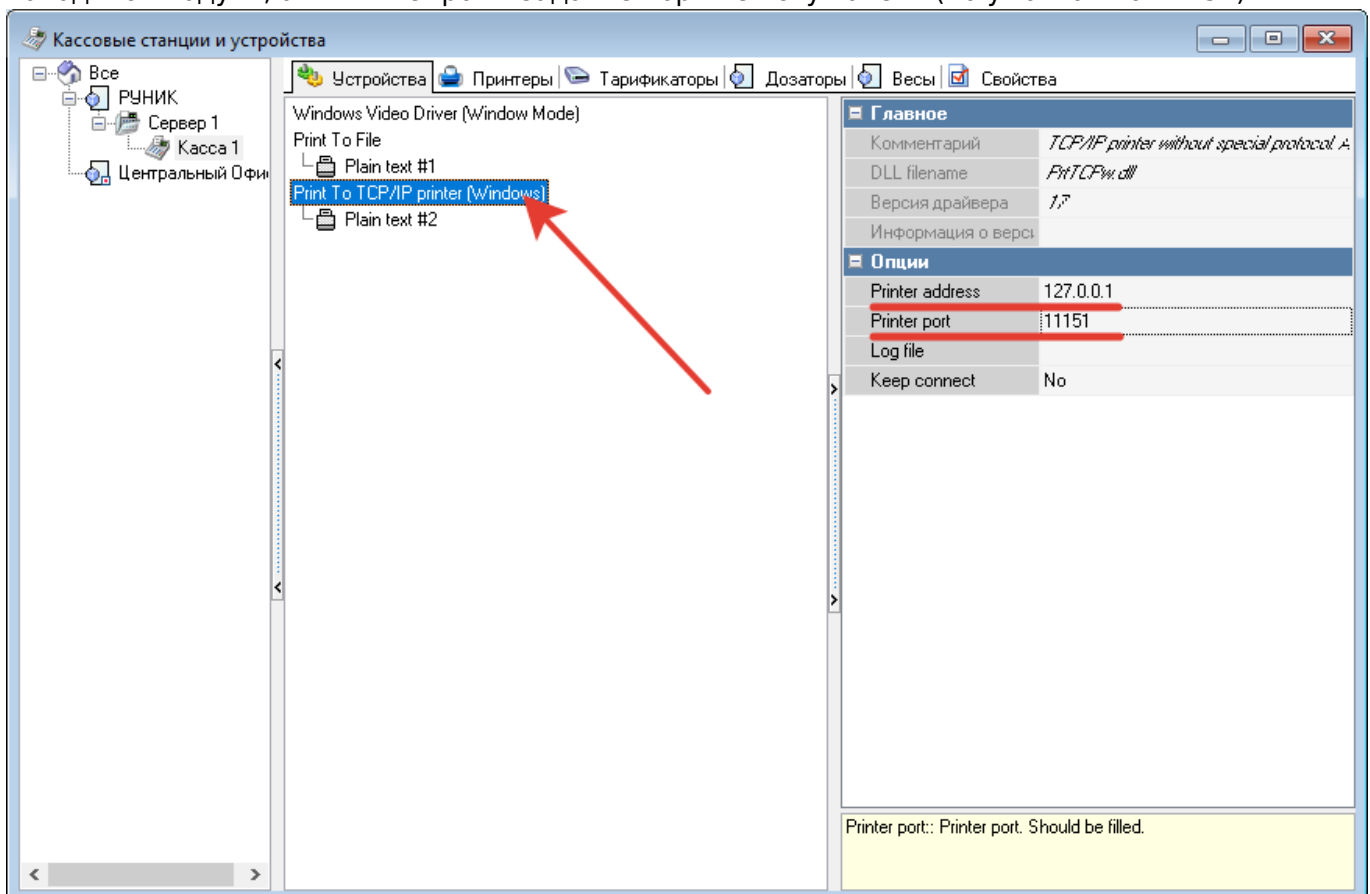 Кассовые станции и устройства
Все
РУНИК
Сервер 1
Касса 1
Центральный Офи
Устройства Принтеры Тарификаторы Дозаторы Весы Свойства
Windows Video Driver (Window Mode)
Print To File
Plain text #1
Print To TCP/IP printer (Windows)
Plain text #2
Главное
Комментарий TCP/IP printer without special protocol. A
DLL filename
Версия драйвера 1,7
Информация о верси
Опции
Printer address 127.0.0.1
Printer port 11151
Log file
Keep connect No
Printer port:: Printer port. Should be filled.